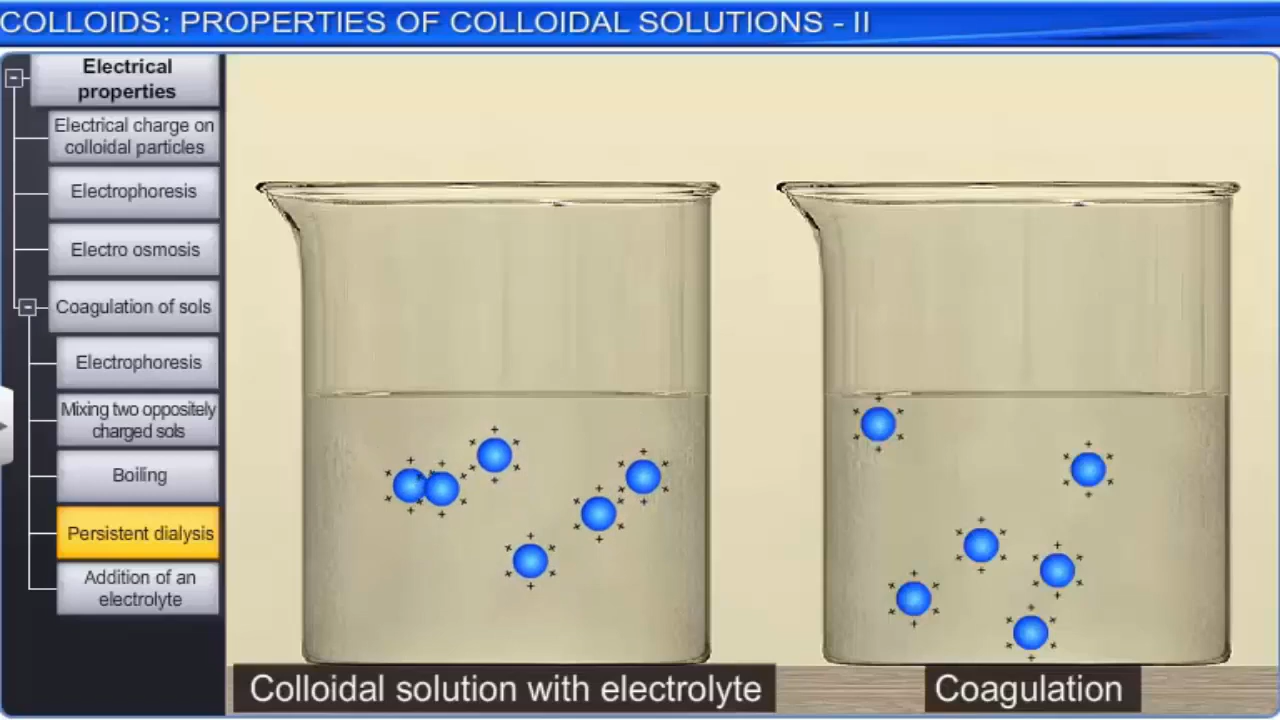 COLLOIDS: PROPERTIES OF COLLOIDAL SOLUTIONS - II
Electrical
properties
Electrical charge on
colloidal particles
Electrophoresis
Electro osmosis
Coagulation of sols
Electrophoresis
Mixing two oppositely
charged sols
Boiling
Persistent dialysis
Addition of an
electrolyte
Colloidal solution with electrolyte
Coagulation